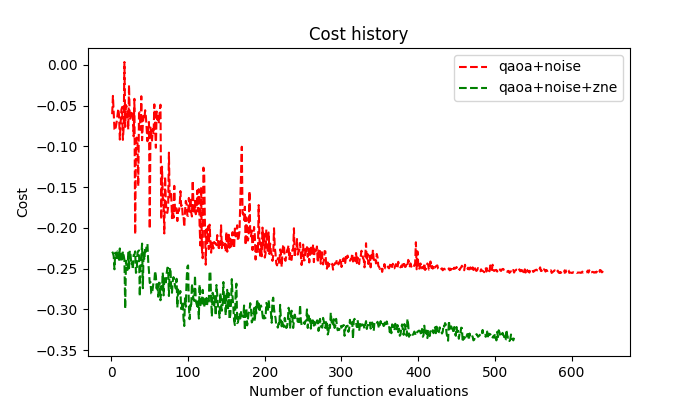 Cost history
0.00
−0.05
−0.10
−0.15
−0.20
−0.25
−0.30
−0.35
Cost
qaoa+noise
qaoa+noise+zne
0 100 200 300 400 500 600
Number of function evaluations